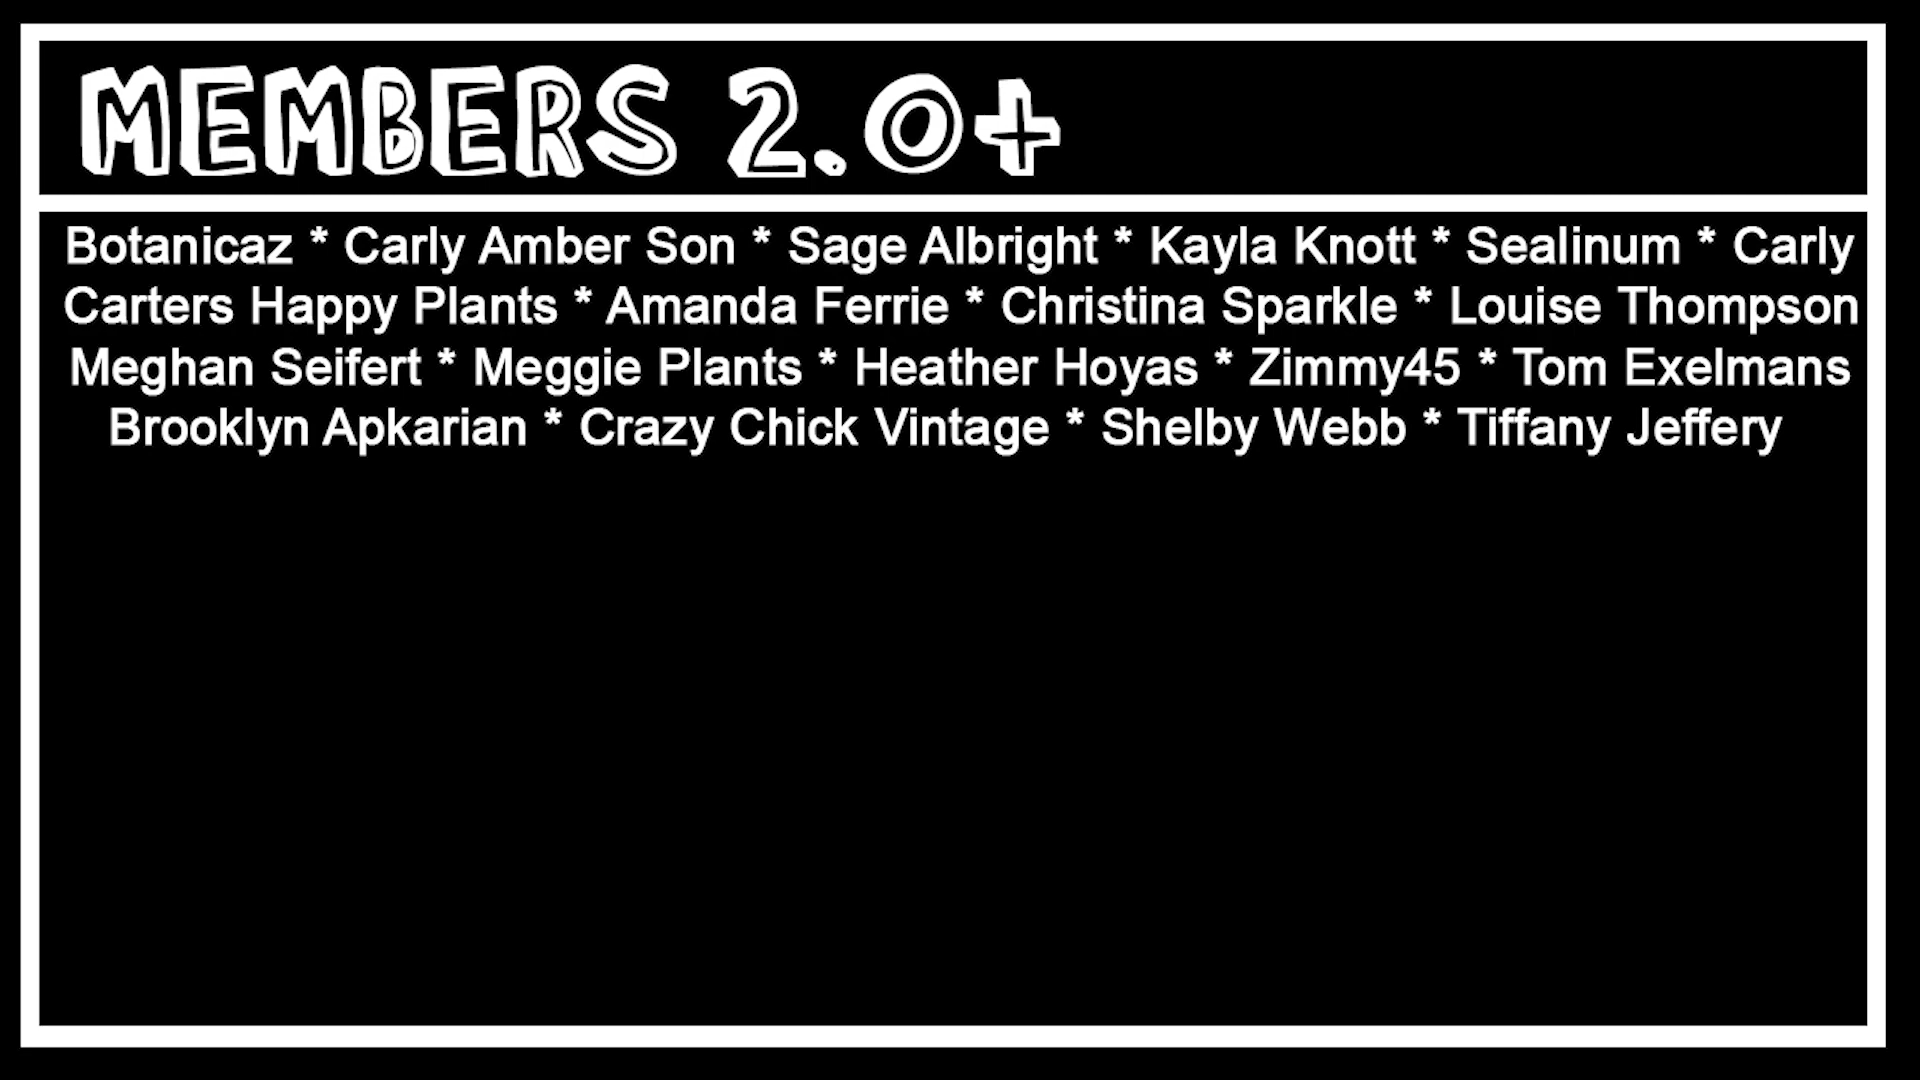 MEMBERS 2.0+
Botanicaz * Carly Amber Son * Sage Albright * Kayla Knott * Sealinum * Carly
Carters Happy Plants * Amanda Ferrie * Christina Sparkle * Louise Thompson
Meghan Seifert * Meggie Plants * Heather Hoyas * Zimmy45 * Tom Exelmans
Brooklyn Apkarian * Crazy Chick Vintage * Shelby Webb * Tiffany Jeffery